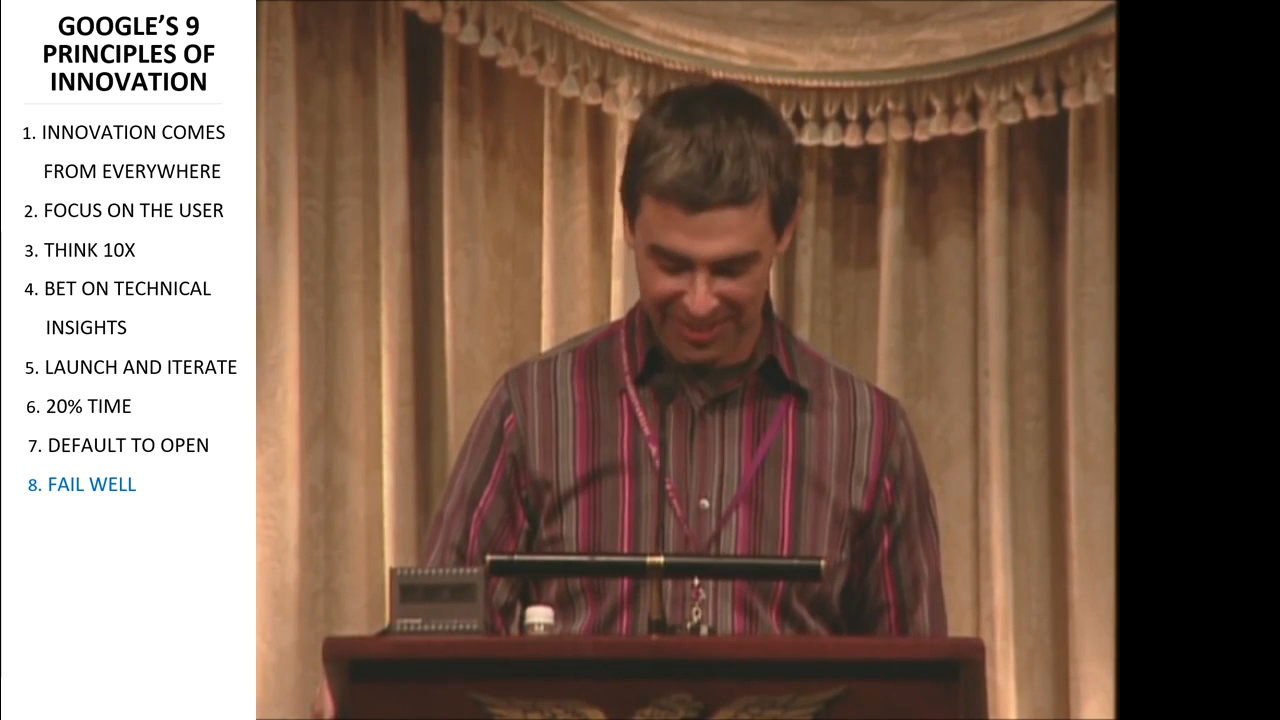 GOOGLE’S 9
PRINCIPLES OF
INNOVATION
1. INNOVATION COMES
FROM EVERYWHERE
2. FOCUS ON THE USER
3. THINK 10X
4. BET ON TECHNICAL
INSIGHTS
5. LAUNCH AND ITERATE
6. 20% TIME
7. DEFAULT TO OPEN
8. FAIL WELL